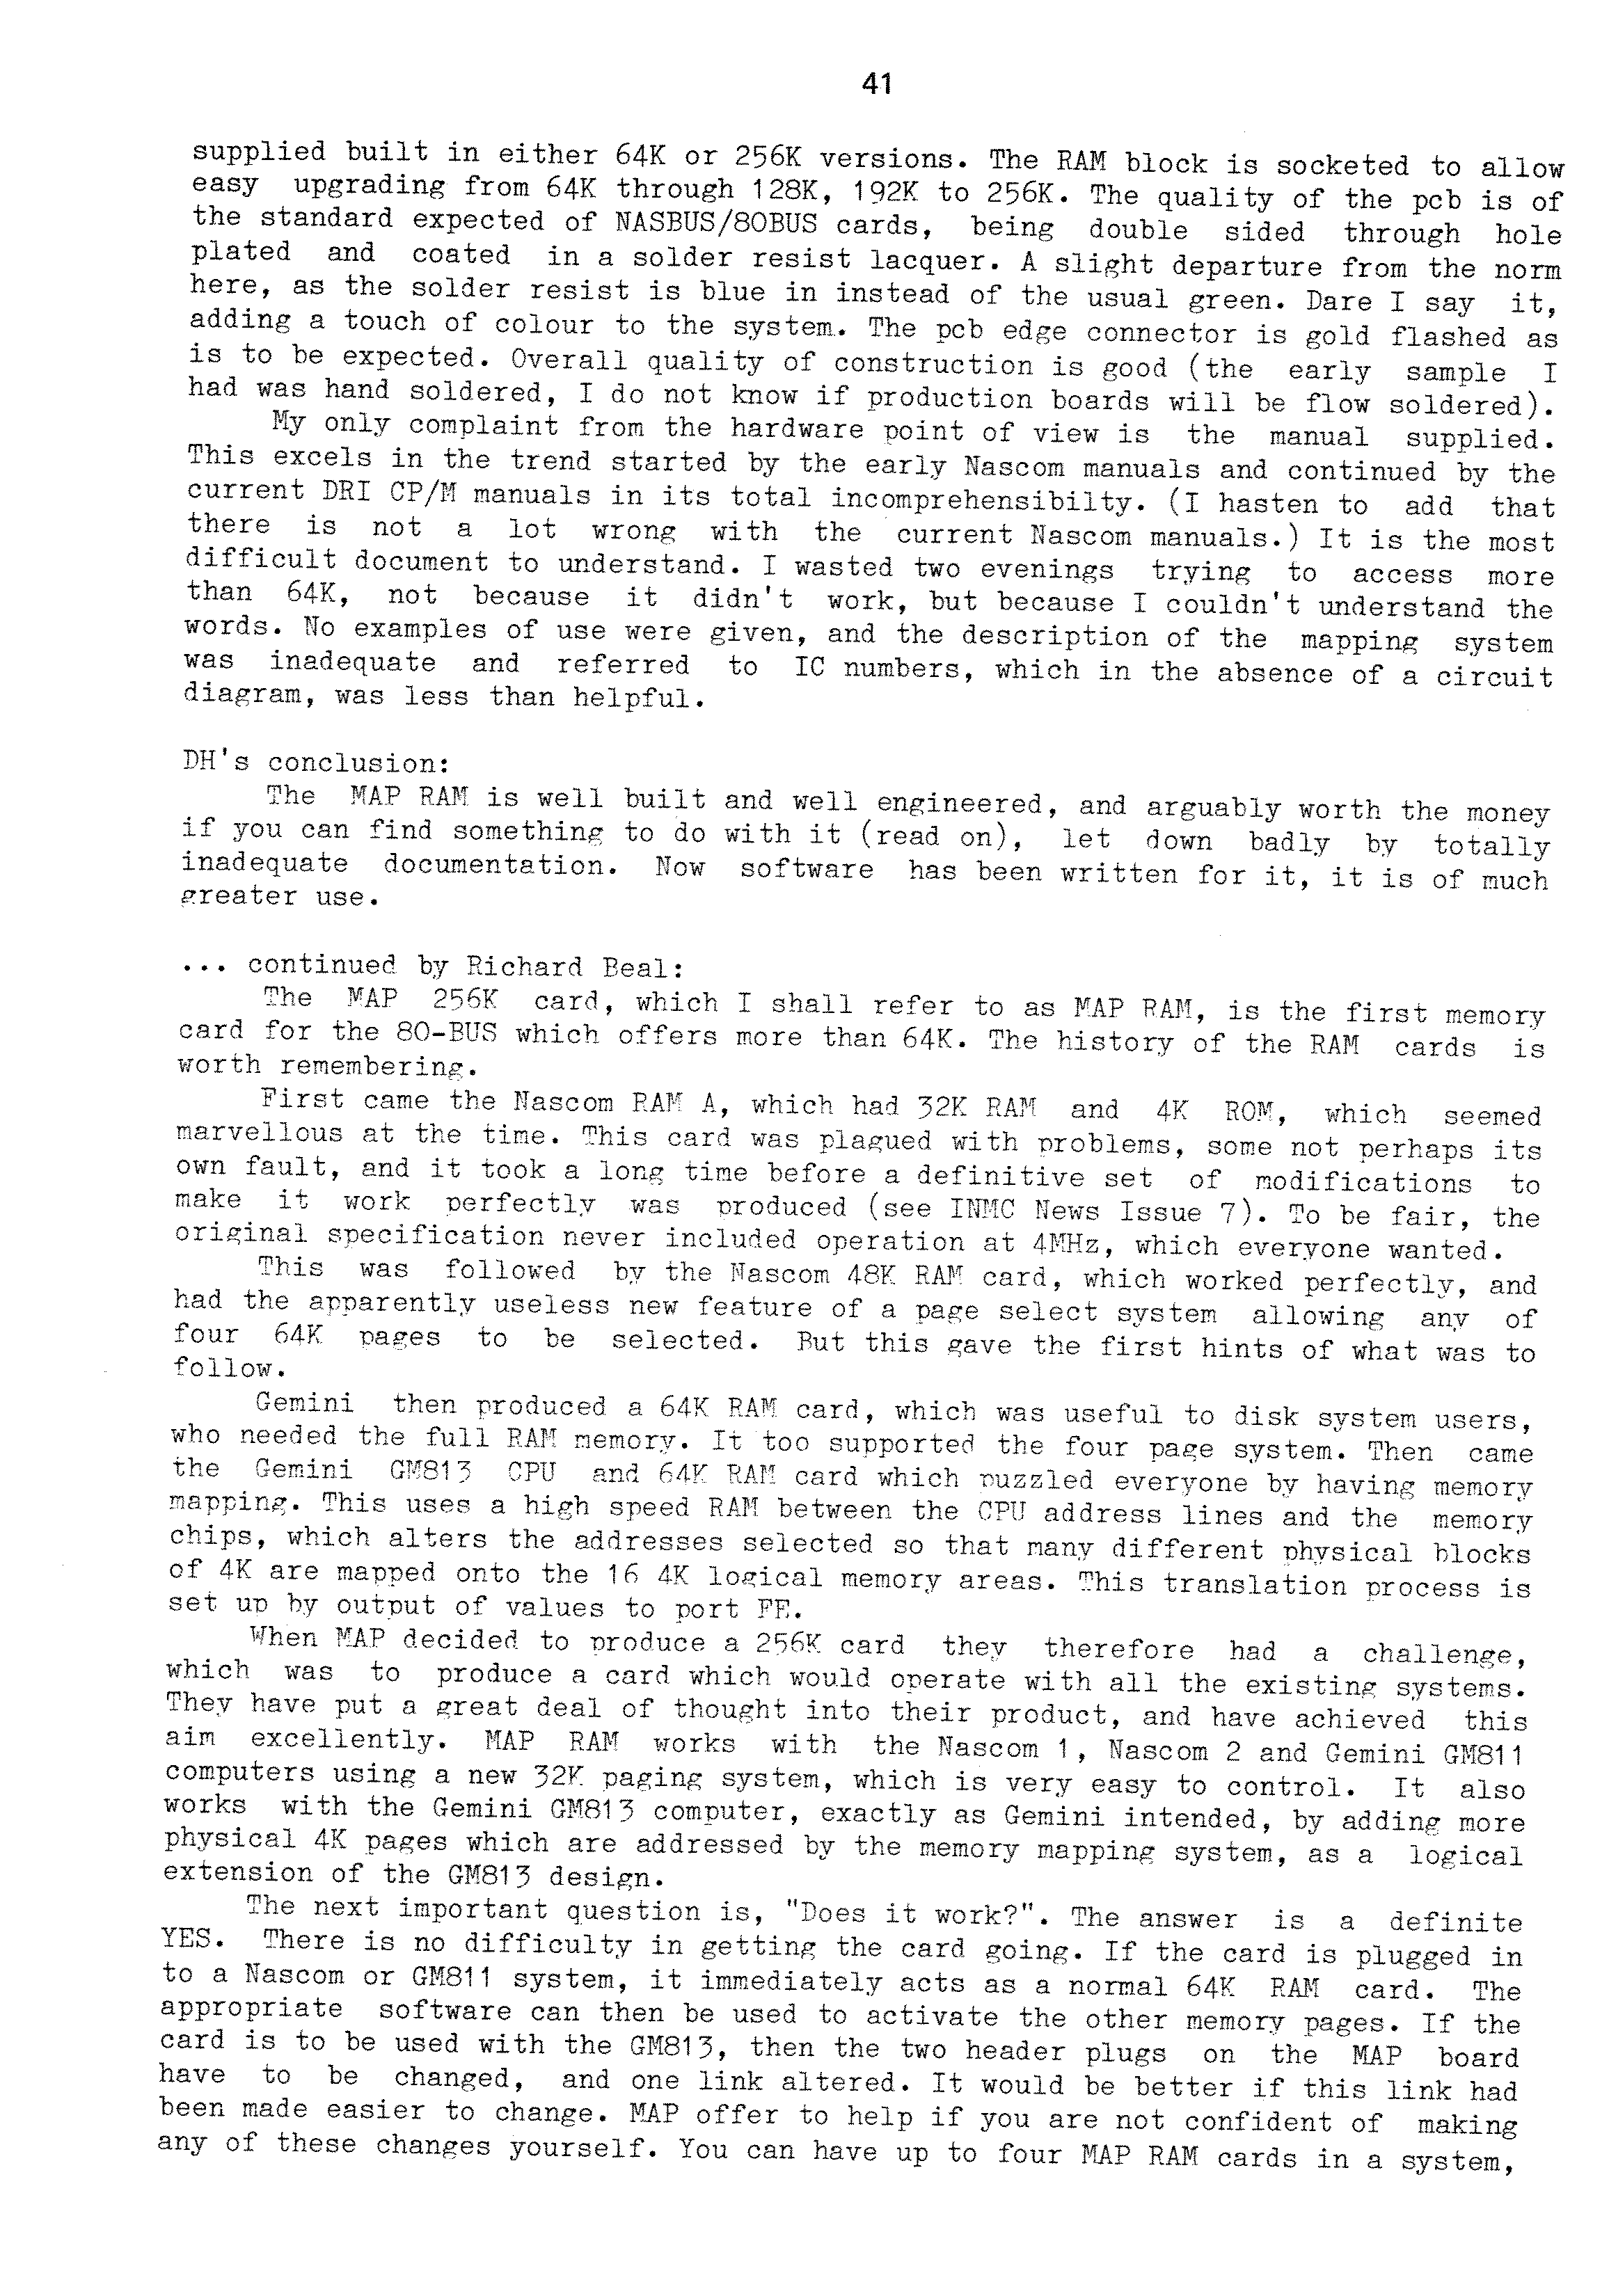 41
supplied built in either 64K or 256K versions. The RAM block is socketed to allow
easy upgrading from 64K through 128K, 192K to 256K. The quality of the pcb is of
the standard expected of NASBUS/80BUS cards, being double sided through hole
plated and coated in a solder resist lacquer. A slight departure from the norm
here, as the solder resist is blue in instead of the usual green. Dare I say it,
adding a touch of colour to the system. The pcb edge connector is gold flashed as
is to be expected. Overall quality of construction is good (the early sample I
had was hand soldered, I do not know if production boards will be flow soldered).
My only complaint from the hardware point of view is the manual supplied.
This excels in the trend started by the early Nascom manuals and continued by the
current DRI CP/M manuals in its total incomprehensibilty. (I hasten to add that
there is not a lot wrong with the current Nascom manuals.) It is the most
difficult document to understand. I wasted two evenings trying to access more
than 64K, not because it didn't work, but because I couldn't understand the
words. No examples of use were given, and the description of the mapping system
was inadequate and referred to IC numbers, which in the absence of a circuit
diagram, was less than helpful.
DH's conclusion:
The MAP RAM is well built and well engineered, and arguably worth the money
if you can find something to do with it (read on), let down badly by totally
inadequate documentation. Now software has been written for it, it is of much
greater use.
... continued by Richard Beal:
The MAP 256K card, which I shall refer to as MAP RAM, is the first memory
card for the 80-BUS which offers more than 64K. The history of the RAM cards is
worth remembering.
First came the Nascom RAM A, which had 32K RAM and 4K ROM, which seemed
marvellous at the time. This card was plagued with problems, some not perhaps its
own fault, and it took a long time before a definitive set of modifications to
make it work perfectly was produced (see INMC News Issue 7). To be fair, the
original specification never included operation at 4MHz, which everyone wanted.
This was followed by the Nascom 48K RAM card, which worked perfectly, and
had the apparently useless new feature of a page select system allowing any of
four 64K pages to be selected. But this gave the first hints of what was to
follow.
Gemini then produced a 64K RAM card, which was useful to disk system users,
who needed the full RAM memory. It too supported the four page system. Then came
the Gemini GM813 CPU and 64K RAM card which puzzled everyone by having memory
mapping. This uses a high speed RAM between the CPU address lines and the memory
chips, which alters the addresses selected so that many different physical blocks
of 4K are mapped onto the 16 4K logical memory areas. This translation process is
set up by output of values to port FE.
When MAP decided to produce a 256K card they therefore had a challenge,
which was to produce a card which would operate with all the existing systems.
They have put a great deal of thought into their product, and have achieved this
aim excellently. MAP RAM works with the Nascom 1, Nascom 2 and Gemini GM811
computers using a new 32K paging system, which is very easy to control. It also
works with the Gemini GM813 computer, exactly as Gemini intended, by adding more
physical 4K pages which are addressed by the memory mapping system, as a logical
extension of the GM813 design.
The next important question is, "Does it work?". The answer is a definite
YES. There is no difficulty in getting the card going. If the card is plugged in
to a Nascom or GM811 system, it immediately acts as a normal 64K RAM card. The
appropriate software can then be used to activate the other memory pages. If the
card is to be used with the GM813, then the two header plugs on the MAP board
have to be changed, and one link altered. It would be better if this link had
been made easier to change. MAP offer to help if you are not confident of making
any of these changes yourself. You can have up to four MAP RAM cards in a system,